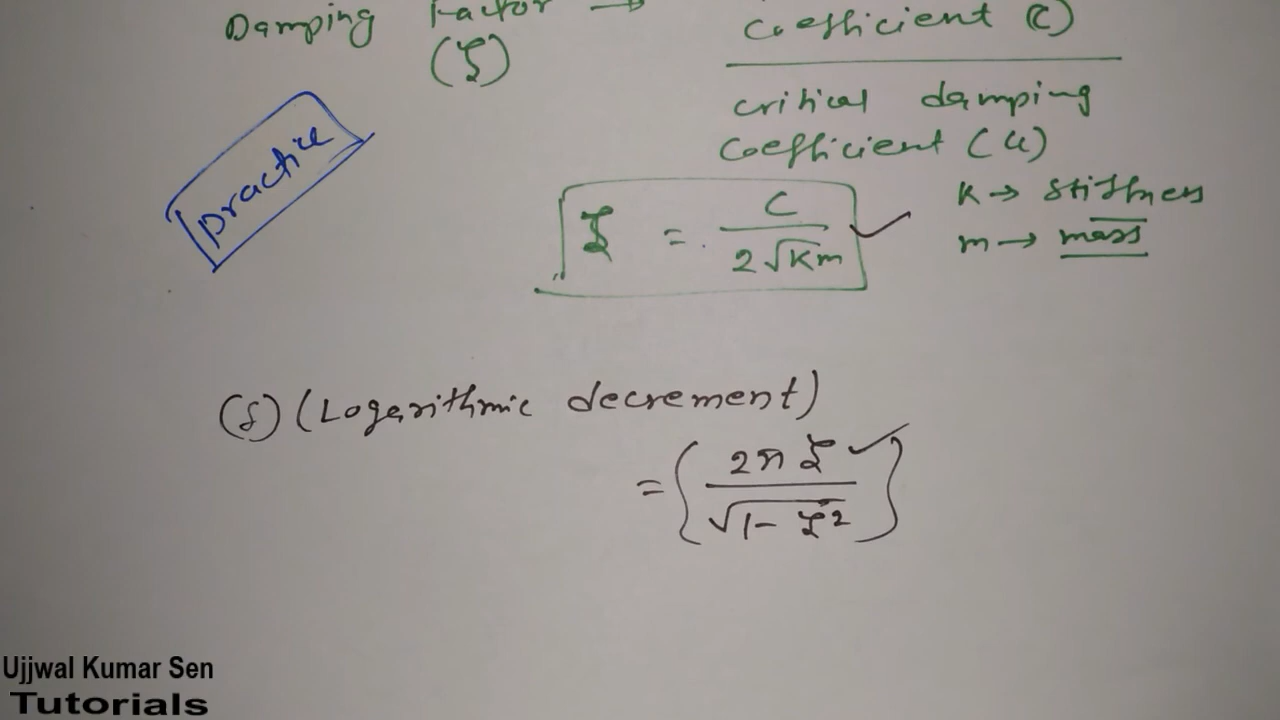 Damping Factor →
(ξ)
coefficient (C)
critical damping
coefficient (Cc)
practice
ξ = C / 2√Km
K → stiffness
m → mass
(δ) (Logarithmic decrement)
= { 2π ξ / √1 - ξ² }
Ujjwal Kumar Sen
Tutorials